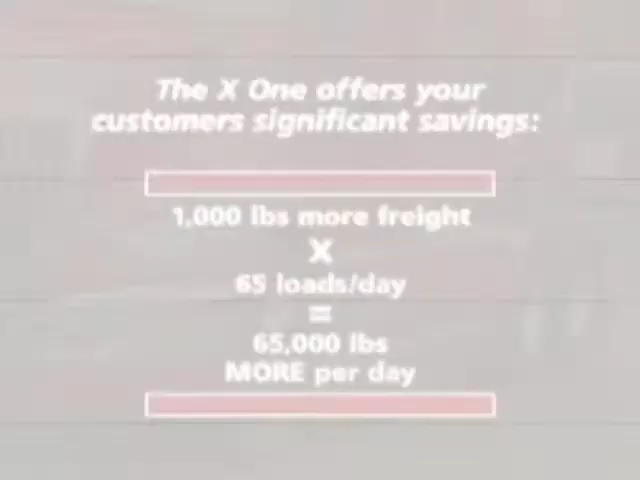 The X One offers your
customers significant savings:
1,000 lbs more freight
X
65 loads/day
=
65,000 lbs
MORE per day